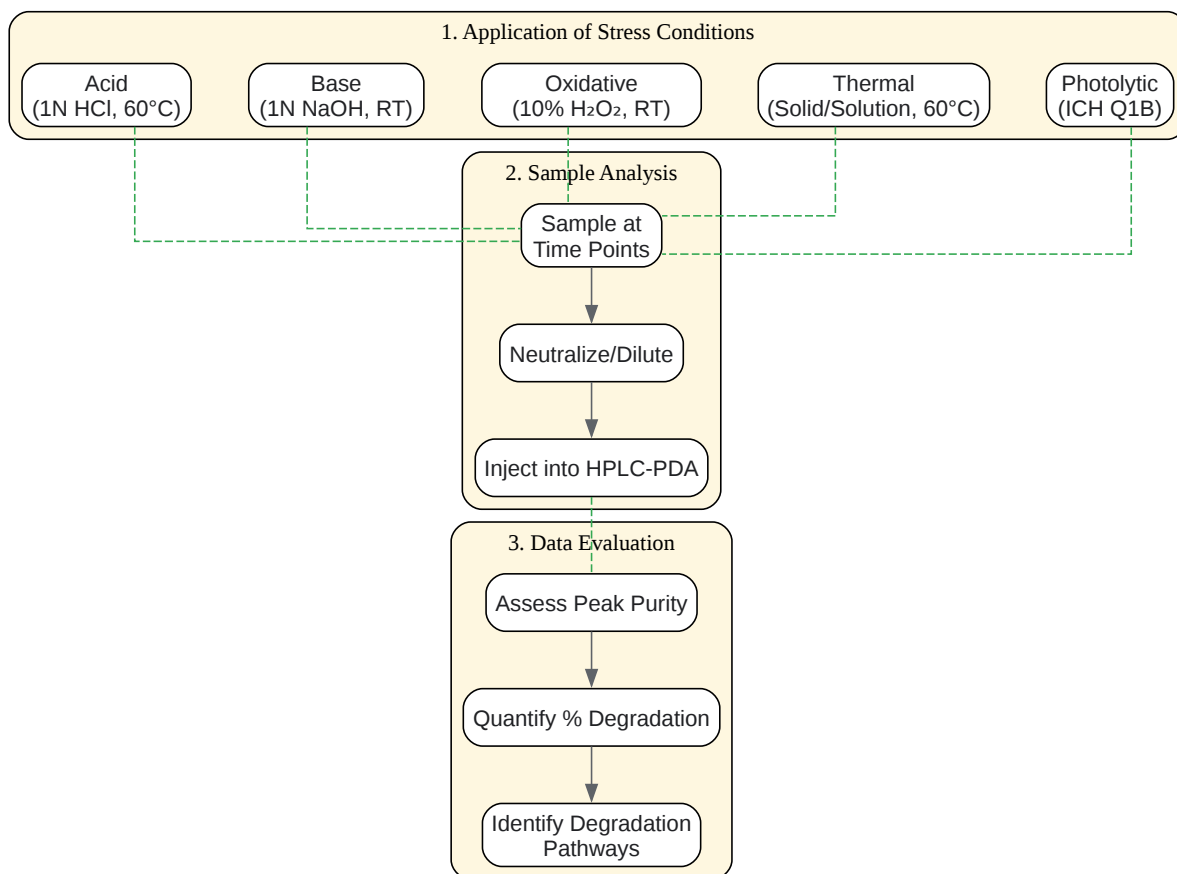 1. Application of Stress Conditions
Acid
(1N HCl, 60°C)
Base
(1N NaOH, RT)
Oxidative
(10% H₂O₂, RT)
Thermal
(Solid/Solution, 60°C)
Photolytic
(ICH Q1B)
2. Sample Analysis
Sample at
Time Points
Neutralize/Dilute
Inject into HPLC-PDA
3. Data Evaluation
Assess Peak Purity
Quantify % Degradation
Identify Degradation
Pathways